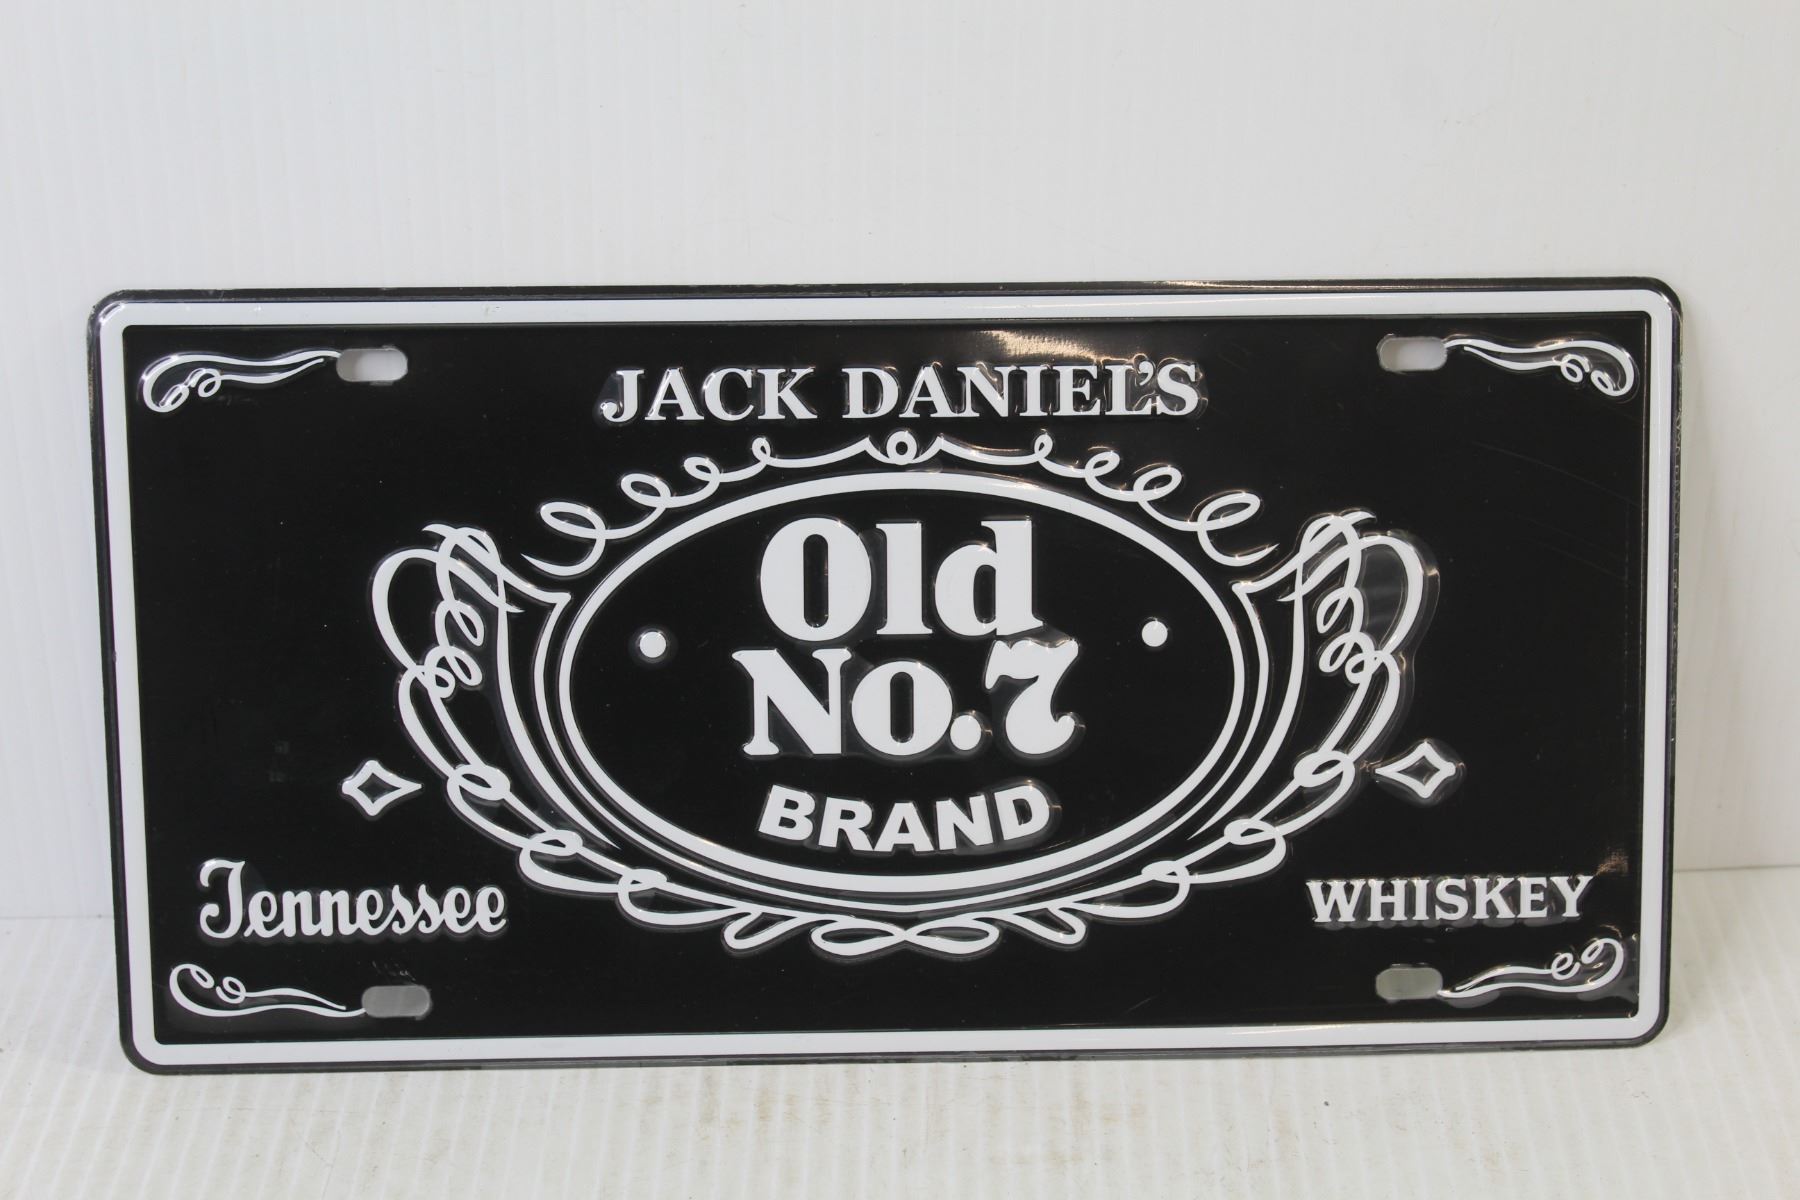 JACK DANIEL'S
Old
No.7
BRAND
Tennessee
WHISKEY